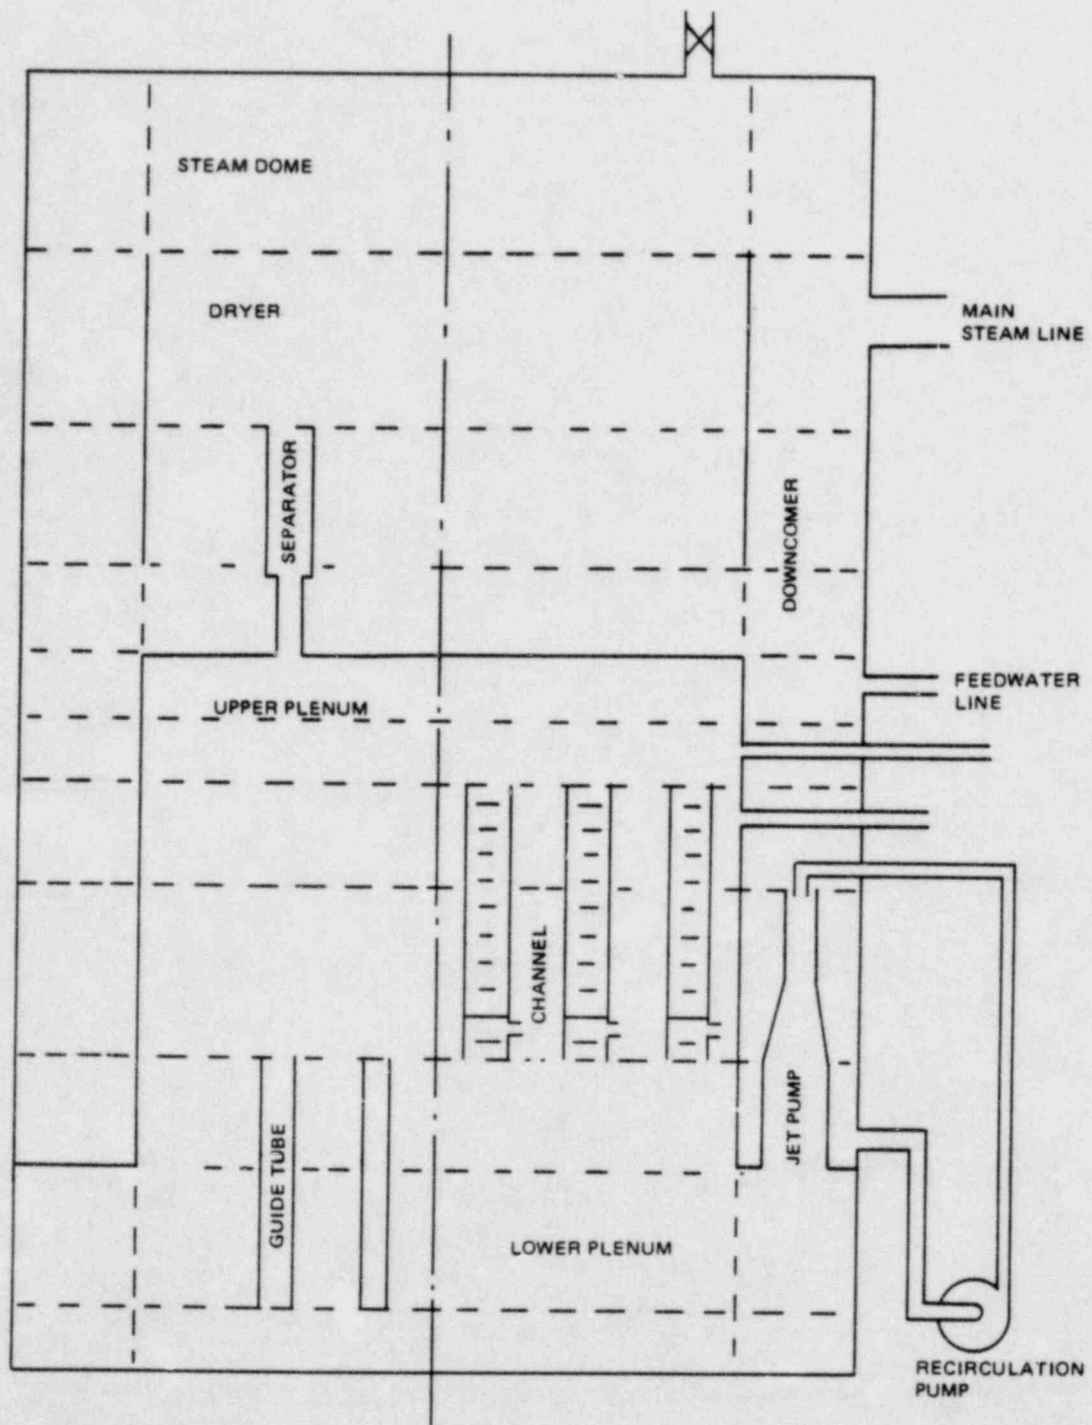 STEAM DOME
DRYER
MAIN
STEAM LINE
SEPARATOR
DOWNCOMER
UPPER PLENUM
FEEDWATER
LINE
CHANNEL
JET PUMP
GUIDE TUBE
LOWER PLENUM
RECIRCULATION
PUMP